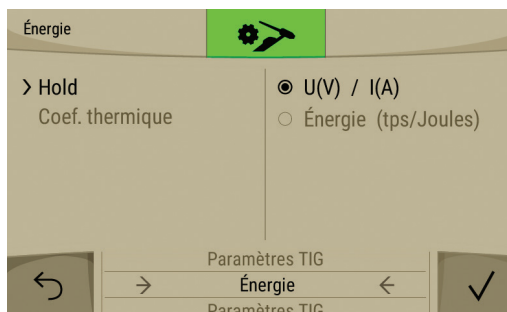 Énergie
> Hold
Coef. thermique
U(V) / I(A)
Énergie (tps/Joules)
Paramètres TIG
→ Énergie ←
Paramètres TIG